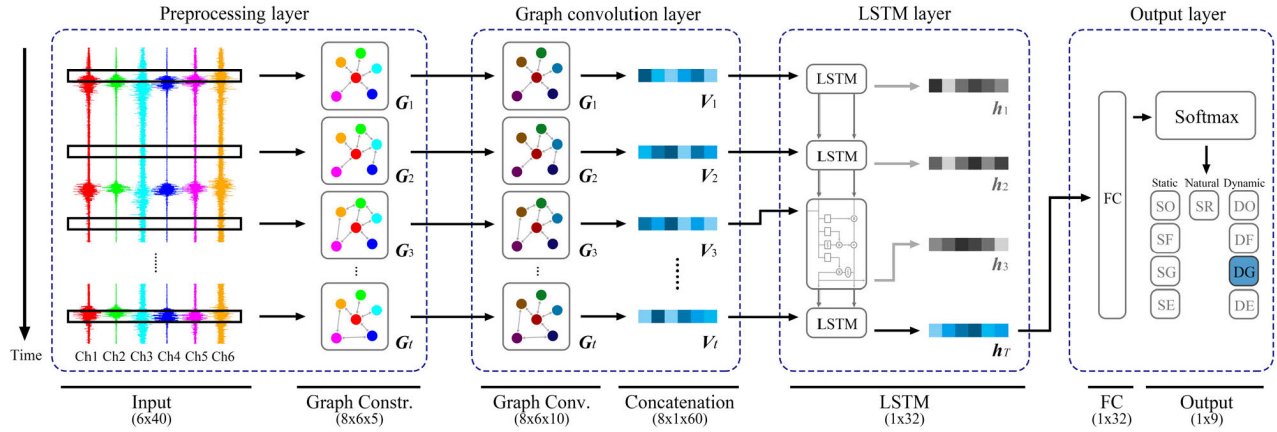 Preprocessing layer
Graph convolution layer
LSTM layer
Output layer
G1
G1
V1
LSTM
h1
G2
G2
V2
LSTM
h2
G3
G3
V3
h3
Gt
Gt
Vt
LSTM
hT
Time
Ch1 Ch2 Ch3 Ch4 Ch5 Ch6
FC
Softmax
Static Natural Dynamic
SO SR DO
SF DF
SG DG
SE DE
Input
(6x40)
Graph Constr.
(8x6x5)
Graph Conv.
(8x6x10)
Concatenation
(8x1x60)
LSTM
(1x32)
FC
(1x32)
Output
(1x9)